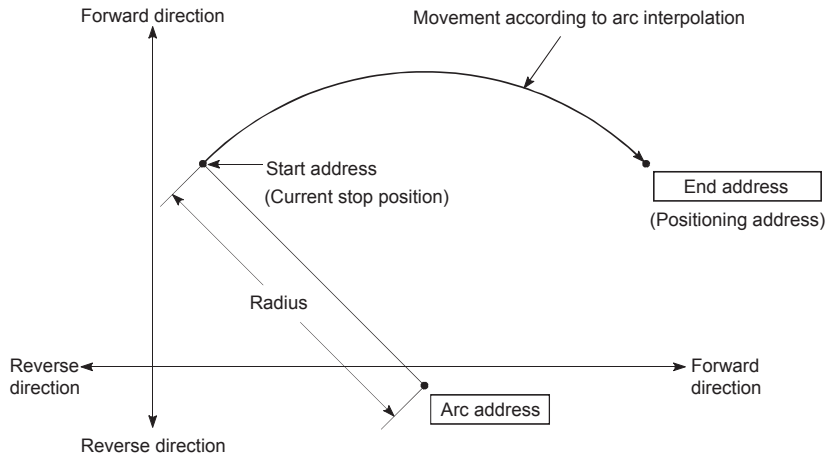 Forward direction
Movement according to arc interpolation
Start address
(Current stop position)
End address
(Positioning address)
Radius
Reverse
direction
Forward
direction
Arc address
Reverse direction